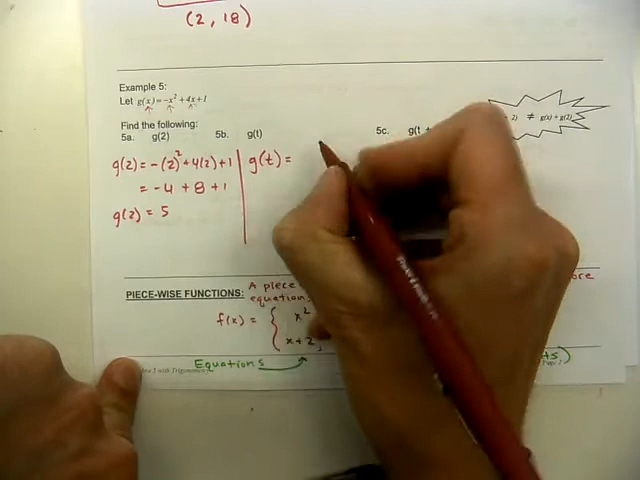 (2, 18)
Example 5:
Let g(x) = -x² + 4x + 1
Find the following:
5a. g(2) 5b. g(t) 5c. g(t +
+ 2) ≠ g(x) + g(2)
g(2) = -(2)² + 4(2) + 1
= -4 + 8 + 1
g(2) = 5
g(t) =
PIECE-WISE FUNCTIONS: A piece
equation
f(x) = { x²
x + 2,
Equations